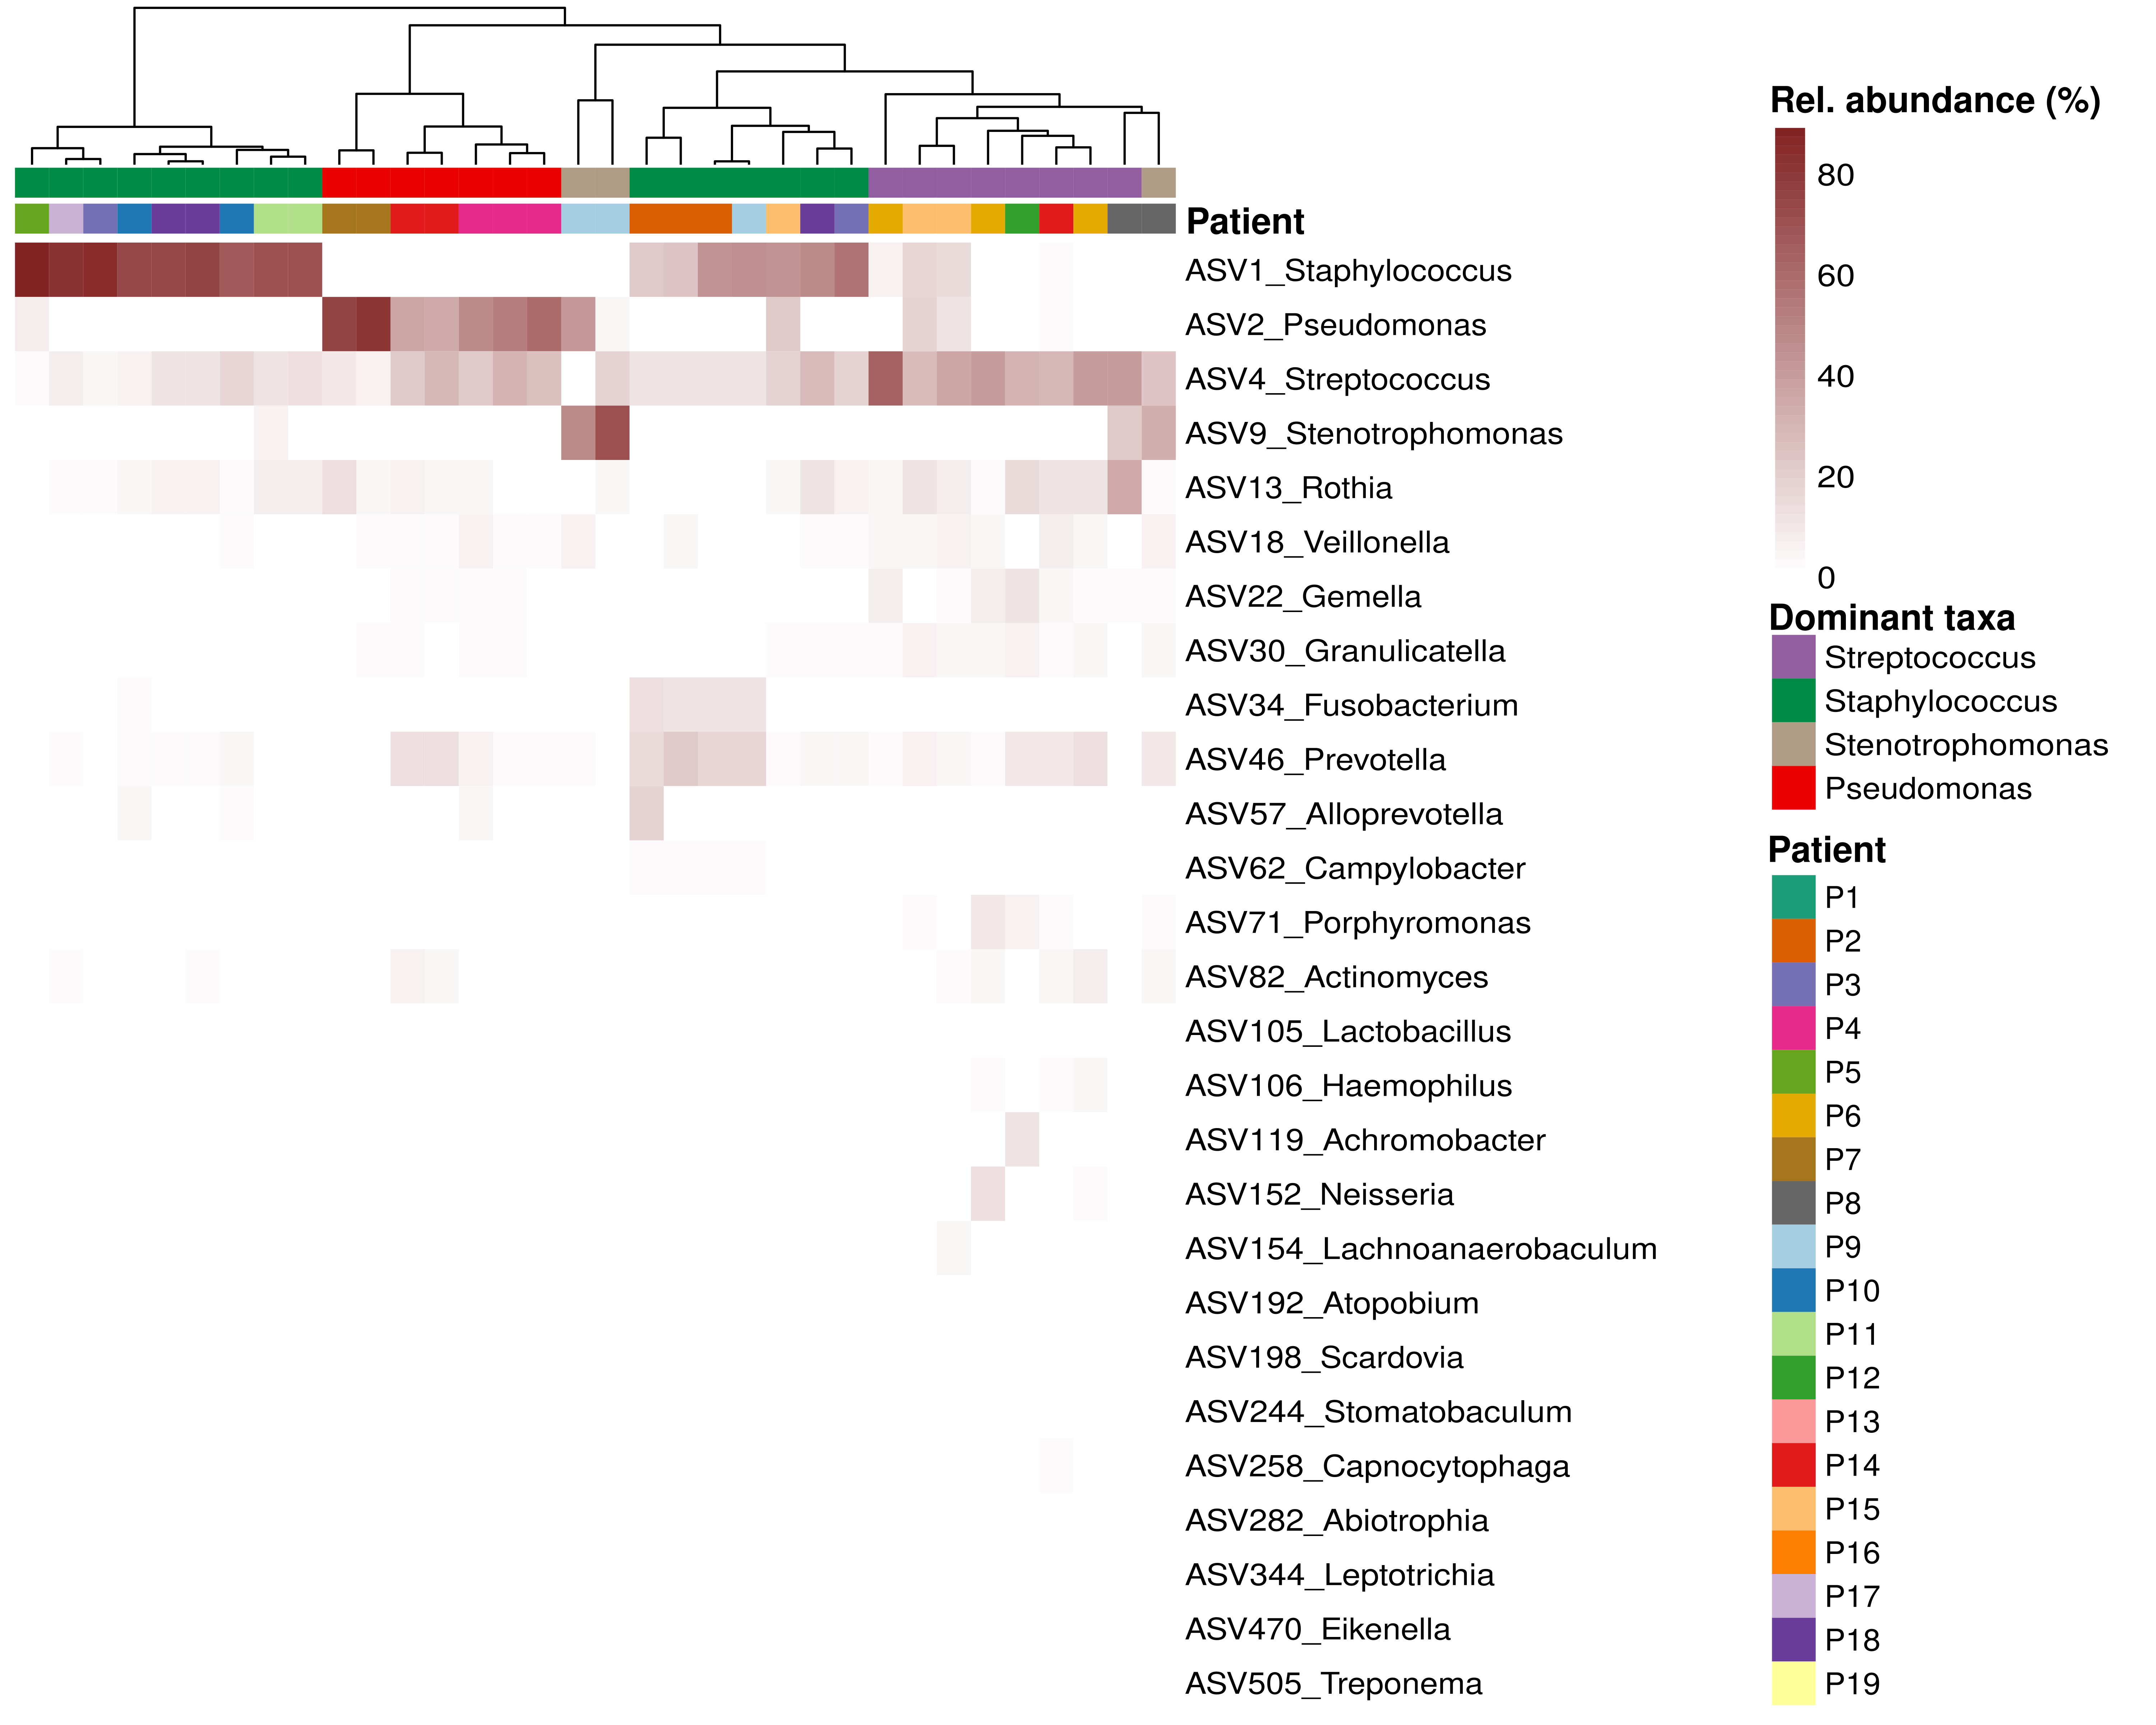 Patient
ASV1_Staphylococcus
ASV2_Pseudomonas
ASV4_Streptococcus
ASV9_Stenotrophomonas
ASV13_Rothia
ASV18_Veillonella
ASV22_Gemella
ASV30_Granulicatella
ASV34_Fusobacterium
ASV46_Prevotella
ASV57_Alloprevotella
ASV62_Campylobacter
ASV71_Porphyromonas
ASV82_Actinomyces
ASV105_Lactobacillus
ASV106_Haemophilus
ASV119_Achromobacter
ASV152_Neisseria
ASV154_Lachnoanaerobaculum
ASV192_Atopobium
ASV198_Scardovia
ASV244_Stomatobaculum
ASV258_Capnocytophaga
ASV282_Abiotrophia
ASV344_Leptotrichia
ASV470_Eikenella
ASV505_Treponema
Rel. abundance (%)
80
60
40
20
0
Dominant taxa
Streptococcus
Staphylococcus
Stenotrophomonas
Pseudomonas
Patient
P1
P2
P3
P4
P5
P6
P7
P8
P9
P10
P11
P12
P13
P14
P15
P16
P17
P18
P19